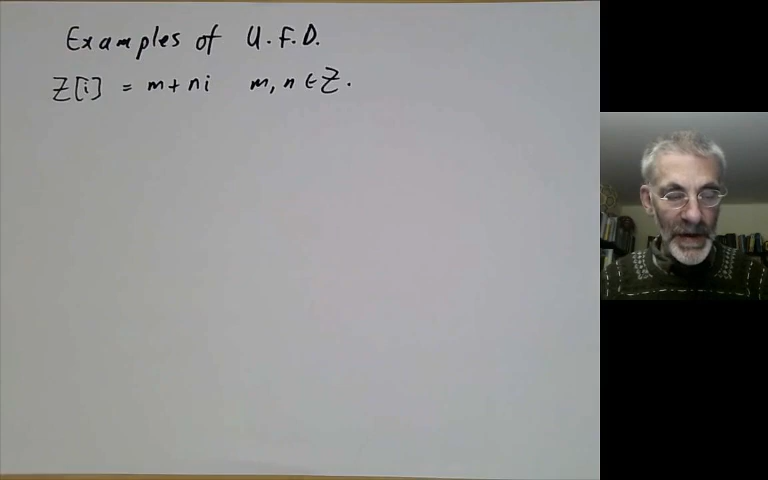 Examples of U.F.D.
Z[i] = m+ni m, n ∈ Z.